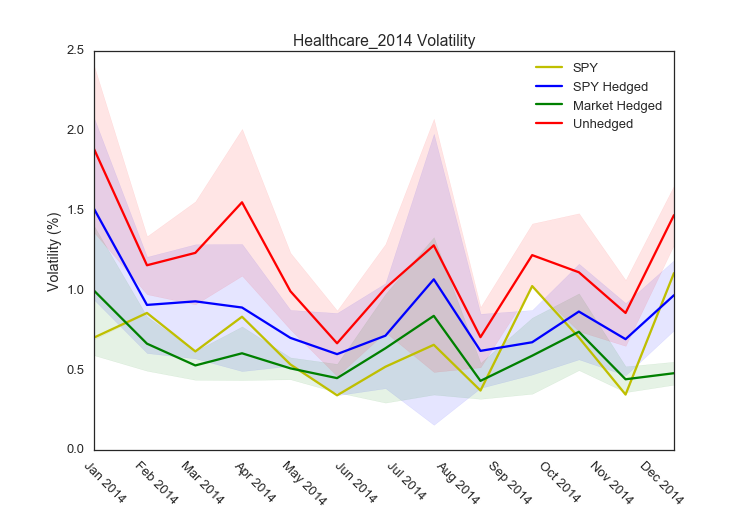 Healthcare_2014 Volatility
2.5
2.0
1.5
1.0
0.5
0.0
Volatility (%)
SPY
SPY Hedged
Market Hedged
Unhedged
Jan 2014
Feb 2014
Mar 2014
Apr 2014
May 2014
Jun 2014
Jul 2014
Aug 2014
Sep 2014
Oct 2014
Nov 2014
Dec 2014